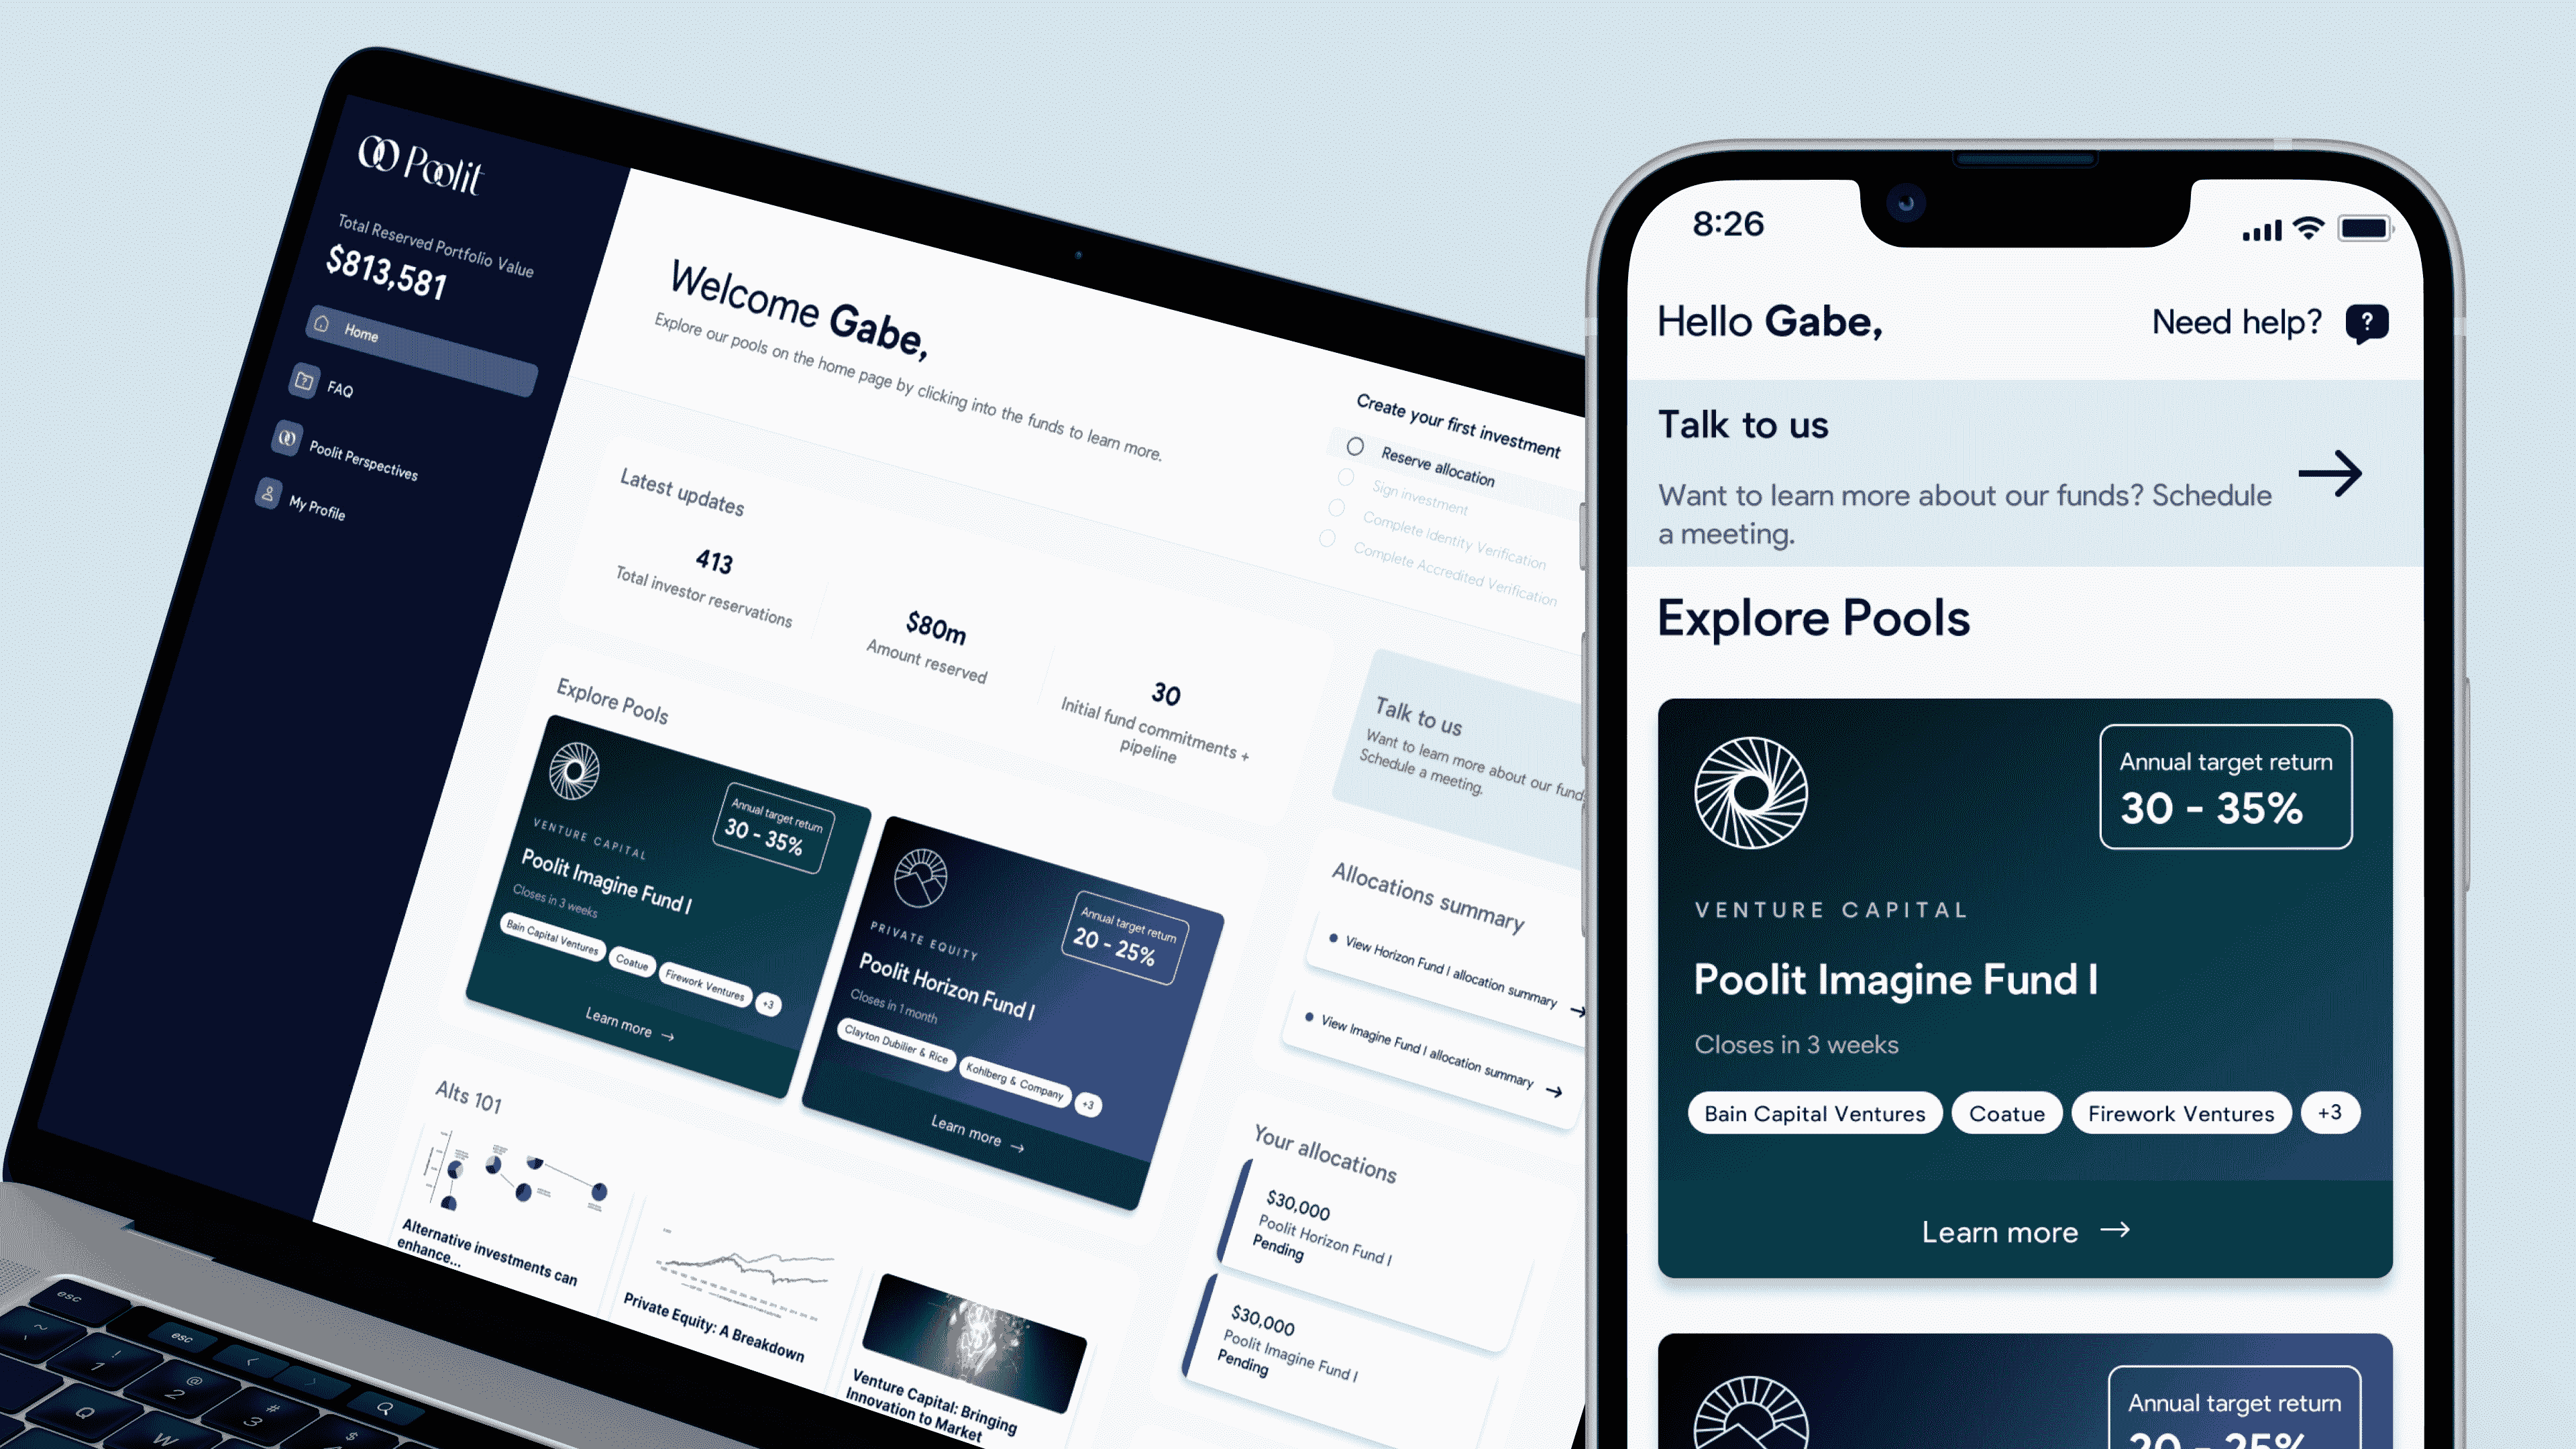 Poolit
Total Reserved Portfolio Value
$813,581
Home
FAQ
Poolit Perspectives
My Profile
Welcome Gabe,
Explore our pools on the home page by clicking into the funds to learn more.
Create your first investment
Reserve allocation
Sign investment
Complete Identity Verification
Complete Accredited Verification
Latest updates
413
Total investor reservations
$80m
Amount reserved
30
Initial fund commitments +
pipeline
Talk to us
Want to learn more about our fund
Schedule a meeting.
Explore Pools
Annual target return
30 - 35%
VENTURE CAPITAL
Poolit Imagine Fund I
Closes in 3 weeks
Bain Capital Ventures
Coatue
Firework Ventures
+3
Learn more →
Annual target return
20 - 25%
PRIVATE EQUITY
Poolit Horizon Fund I
Closes in 1 month
Clayton Dubilier & Rice
Kohlberg & Company
+3
Learn more →
Allocations summary
View Horizon Fund I allocation summary →
View Imagine Fund I allocation summary →
Your allocations
$30,000
Poolit Horizon Fund I
Pending
$30,000
Poolit Imagine Fund I
Pending
Alts 101
Alternative investments can
enhance...
Private Equity: A Breakdown
Venture Capital: Bringing
Innovation to Market
esc
esc
~
!
1
@
2
#
3
$
Q
W
8:26
Hello Gabe,
Need help?
?
Talk to us
Want to learn more about our funds? Schedule
a meeting.
→
Explore Pools
Annual target return
30 - 35%
VENTURE CAPITAL
Poolit Imagine Fund I
Closes in 3 weeks
Bain Capital Ventures
Coatue
Firework Ventures
+3
Learn more →
Annual target return
20 - 25%